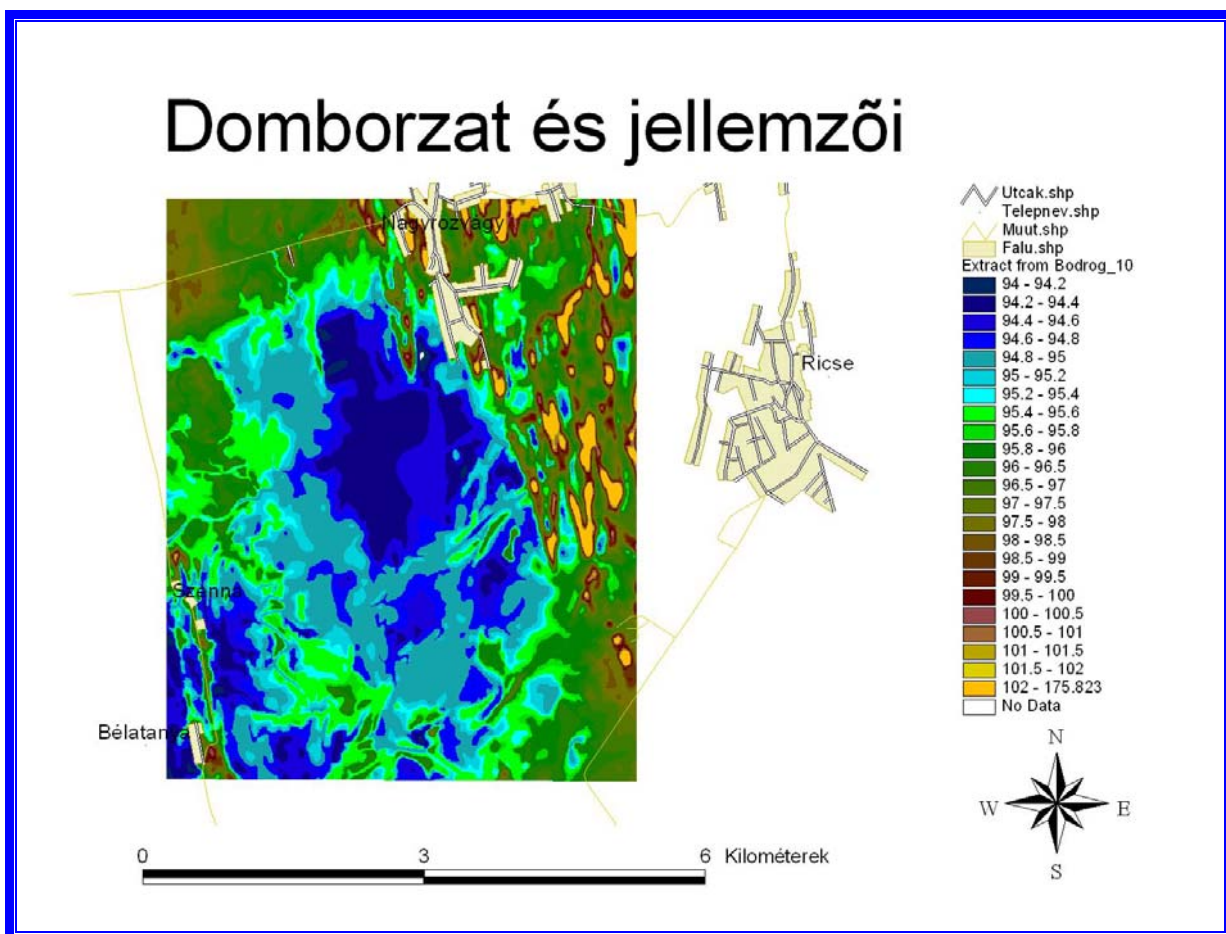 Domborzat és jellemzõi
Nagyrozvágy
Ricse
Szenna
Bélatanya
Utcak.shp
Telepnev.shp
Muut.shp
Falu.shp
Extract from Bodrog_10
94 - 94.2
94.2 - 94.4
94.4 - 94.6
94.6 - 94.8
94.8 - 95
95 - 95.2
95.2 - 95.4
95.4 - 95.6
95.6 - 95.8
95.8 - 96
96 - 96.5
96.5 - 97
97 - 97.5
97.5 - 98
98 - 98.5
98.5 - 99
99 - 99.5
99.5 - 100
100 - 100.5
100.5 - 101
101 - 101.5
101.5 - 102
102 - 175.823
No Data
N
W E
S
0 3 6 Kilométerek